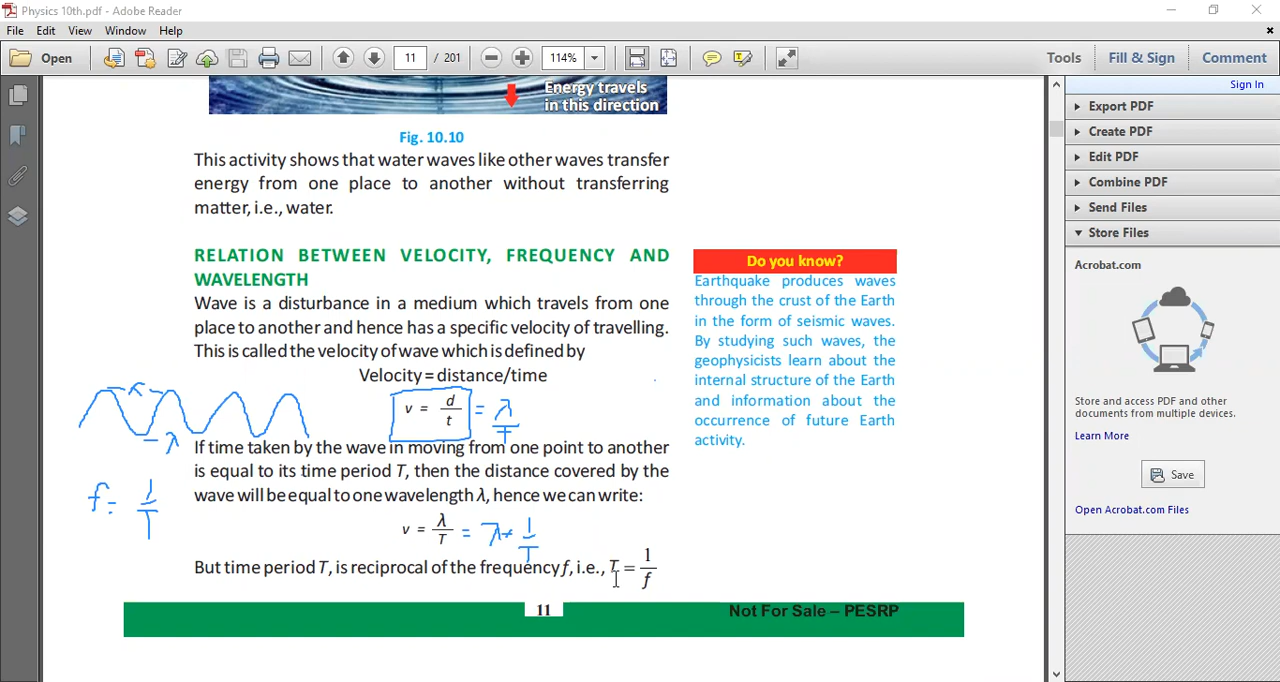 Physics 10th.pdf - Adobe Reader
File Edit View Window Help
Open 11 / 201 114% Tools Fill & Sign Comment
Sign In
Energy travels
in this direction
Fig. 10.10
This activity shows that water waves like other waves transfer
energy from one place to another without transferring
matter, i.e., water.
RELATION BETWEEN VELOCITY, FREQUENCY AND
WAVELENGTH
Wave is a disturbance in a medium which travels from one
place to another and hence has a specific velocity of travelling.
This is called the velocity of wave which is defined by
Velocity = distance/time
v = d/t = λ/T
λ
λ
If time taken by the wave in moving from one point to another
is equal to its time period T, then the distance covered by the
wave will be equal to one wavelength λ, hence we can write:
f = 1/T
v = λ/T = λ × 1/T
But time period T, is reciprocal of the frequency f, i.e., T = 1/f
11
Not For Sale – PESRP
Do you know?
Earthquake produces waves
through the crust of the Earth
in the form of seismic waves.
By studying such waves, the
geophysicists learn about the
internal structure of the Earth
and information about the
occurrence of future Earth
activity.
Export PDF
Create PDF
Edit PDF
Combine PDF
Send Files
Store Files
Acrobat.com
Store and access PDF and other
documents from multiple devices.
Learn More
Save
Open Acrobat.com Files